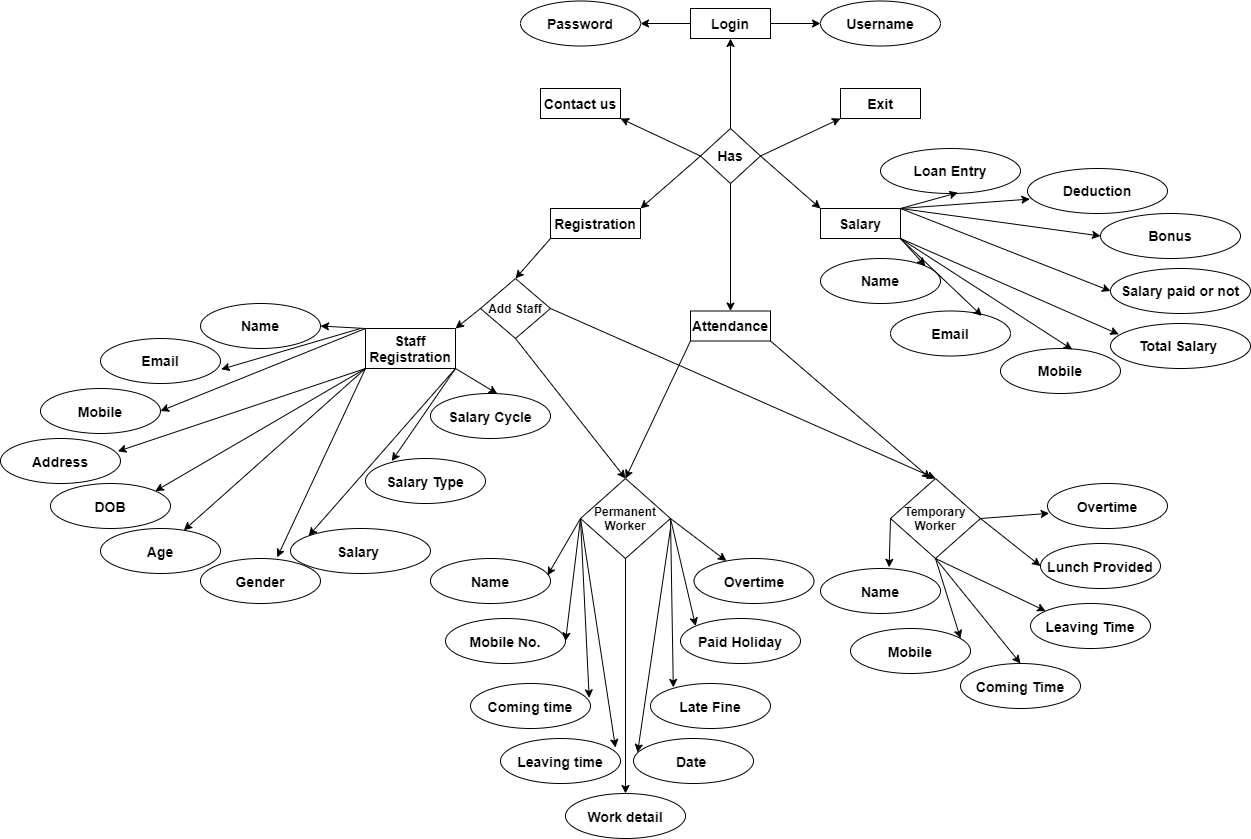 Password
Login
Username
Contact us
Exit
Has
Loan Entry
Deduction
Registration
Salary
Bonus
Name
Salary paid or not
Add Staff
Name
Attendance
Email
Total Salary
Staff
Registration
Email
Mobile
Mobile
Salary Cycle
Address
Salary Type
DOB
Permanent
Worker
Temporary
Worker
Overtime
Age
Salary
Gender
Name
Overtime
Name
Lunch Provided
Mobile No.
Paid Holiday
Mobile
Leaving Time
Coming time
Late Fine
Coming Time
Leaving time
Date
Work detail